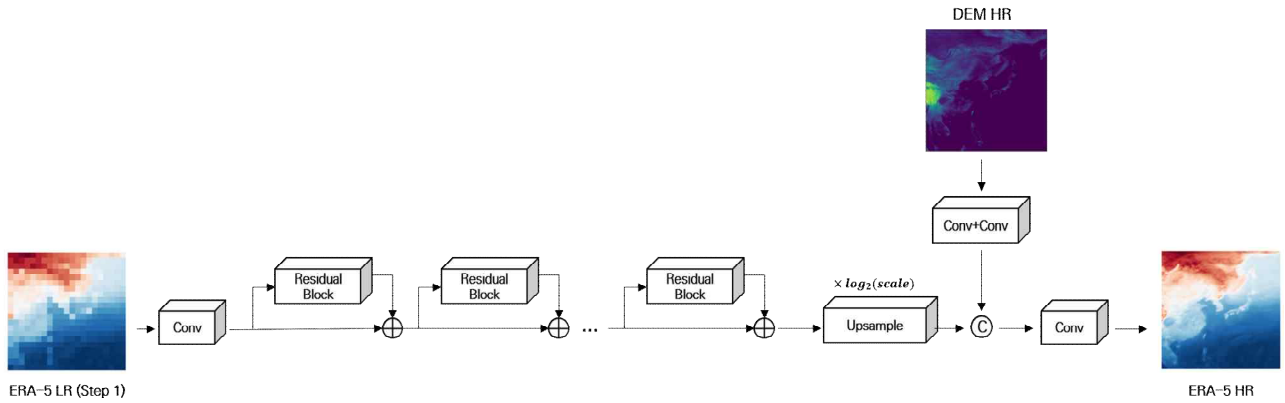 DEM HR
Conv+Conv
Residual
Block
Residual
Block
Residual
Block
× log₂(scale)
Conv
...
Upsample
C
Conv
ERA-5 LR (Step 1)
ERA-5 HR